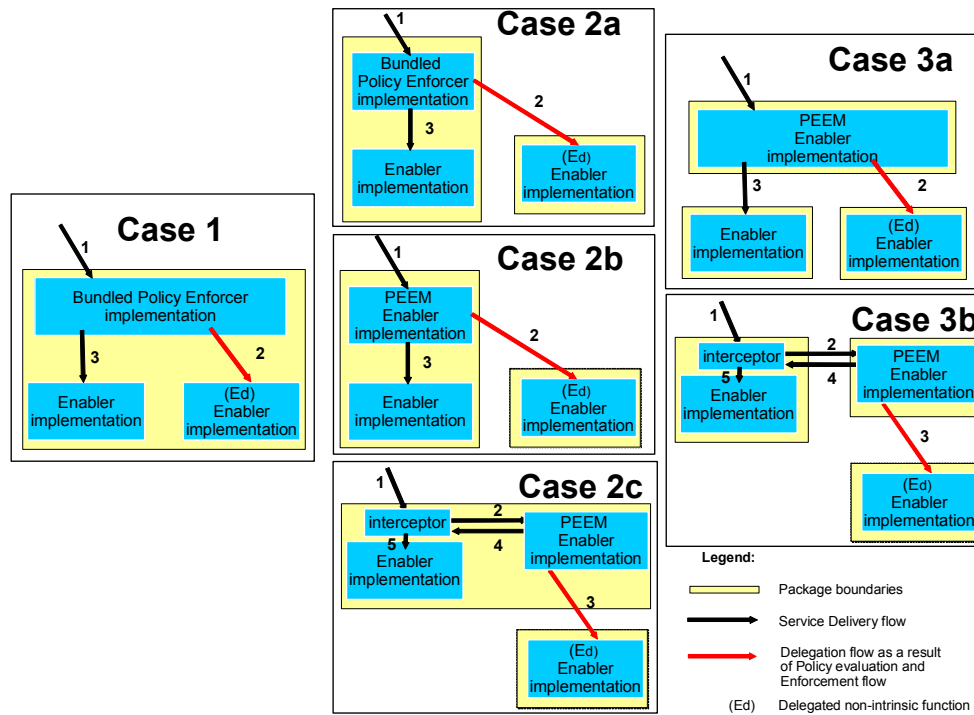 Case 1
1
Bundled Policy Enforcer
implementation
3
2
Enabler
implementation
(Ed)
Enabler
implementation
Case 2a
1
Bundled
Policy Enforcer
implementation
2
3
Enabler
implementation
(Ed)
Enabler
implementation
Case 2b
1
PEEM
Enabler
implementation
2
3
Enabler
implementation
(Ed)
Enabler
implementation
Case 2c
1
interceptor
2
4
PEEM
Enabler
implementation
5
Enabler
implementation
3
(Ed)
Enabler
implementation
Case 3a
1
PEEM
Enabler
implementation
3
2
Enabler
implementation
(Ed)
Enabler
implementation
Case 3b
1
interceptor
2
4
PEEM
Enabler
implementation
5
Enabler
implementation
3
(Ed)
Enabler
implementation
Legend:
Package boundaries
Service Delivery flow
Delegation flow as a result
of Policy evaluation and
Enforcement flow
(Ed) Delegated non-intrinsic function